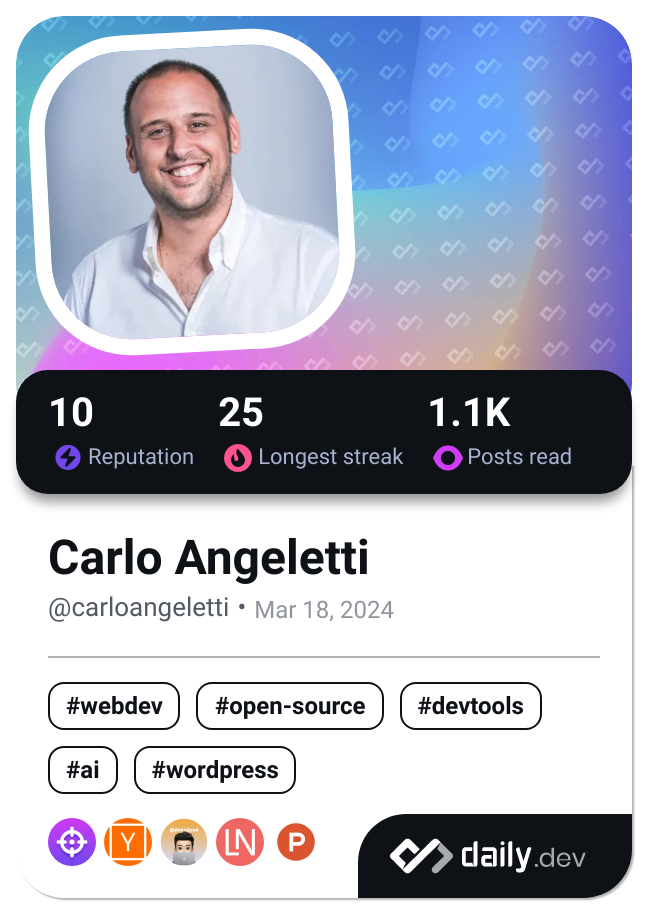 10 25 1.1K
Reputation Longest streak Posts read
Carlo Angeletti
@carloangeletti • Mar 18, 2024
#webdev #open-source #devtools
#ai #wordpress
Y LN P
daily.dev